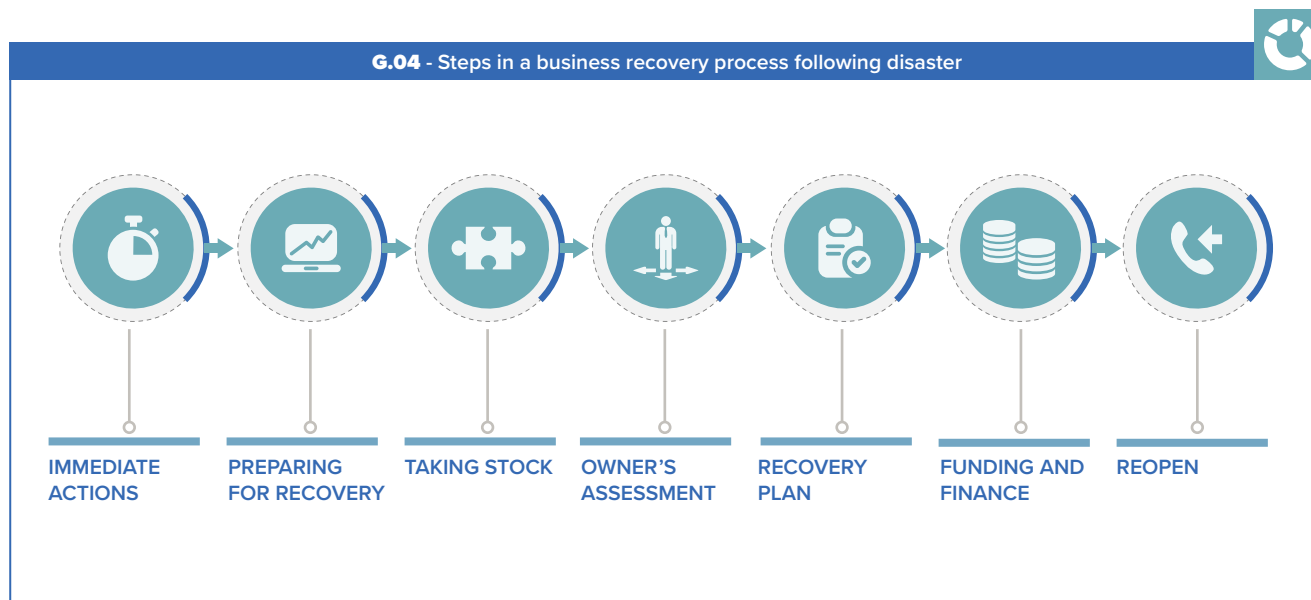 G.04 - Steps in a business recovery process following disaster
IMMEDIATE
ACTIONS
PREPARING
FOR RECOVERY
TAKING STOCK
OWNER’S
ASSESSMENT
RECOVERY
PLAN
FUNDING AND
FINANCE
REOPEN